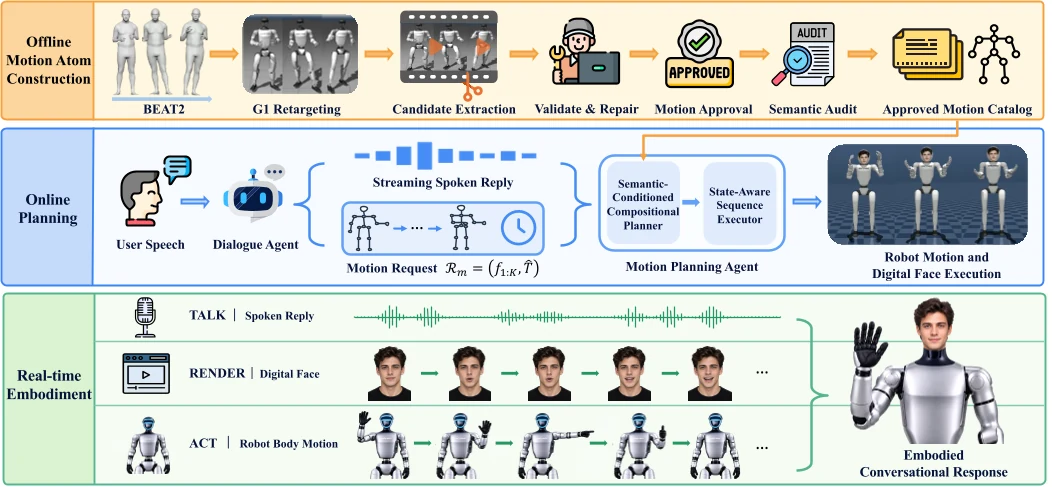 Offline
Motion Atom
Construction
BEAT2
G1 Retargeting
Candidate Extraction
Validate & Repair
APPROVED
Motion Approval
AUDIT
Semantic Audit
Approved Motion Catalog
Online
Planning
User Speech
Dialogue Agent
Streaming Spoken Reply
Motion Request 𝓡ₘ = (f₁:K, T̂)
Semantic-
Conditioned
Compositional
Planner
State-Aware
Sequence
Executor
Motion Planning Agent
Robot Motion and
Digital Face Execution
Real-time
Embodiment
TALK | Spoken Reply
RENDER | Digital Face
ACT | Robot Body Motion
...
Embodied
Conversational Response